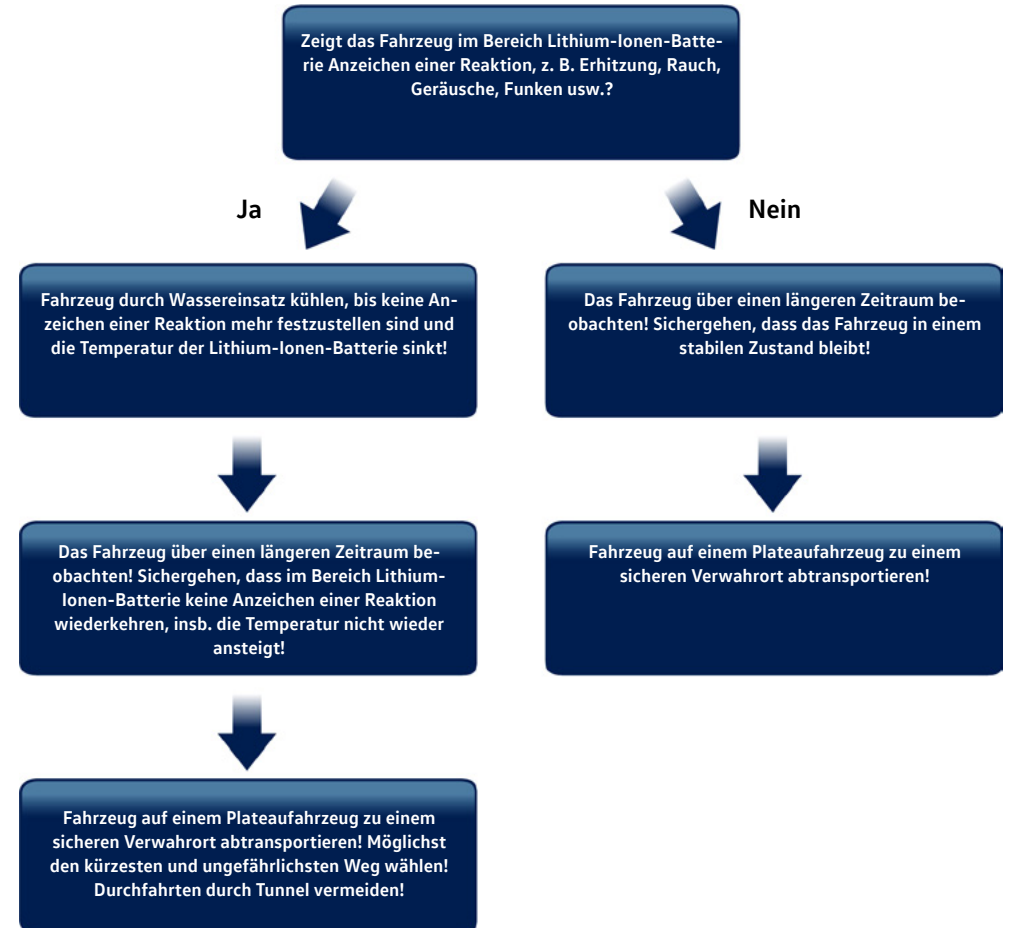 Zeigt das Fahrzeug im Bereich Lithium-Ionen-Batte-
rie Anzeichen einer Reaktion, z. B. Erhitzung, Rauch,
Geräusche, Funken usw.?
Ja
Nein
Fahrzeug durch Wassereinsatz kühlen, bis keine An-
zeichen einer Reaktion mehr festzustellen sind und
die Temperatur der Lithium-Ionen-Batterie sinkt!
Das Fahrzeug über einen längeren Zeitraum be-
obachten! Sichergehen, dass das Fahrzeug in einem
stabilen Zustand bleibt!
Das Fahrzeug über einen längeren Zeitraum be-
obachten! Sichergehen, dass im Bereich Lithium-
Ionen-Batterie keine Anzeichen einer Reaktion
wiederkehren, insb. die Temperatur nicht wieder
ansteigt!
Fahrzeug auf einem Plateaufahrzeug zu einem
sicheren Verwahrort abtransportieren!
Fahrzeug auf einem Plateaufahrzeug zu einem
sicheren Verwahrort abtransportieren! Möglichst
den kürzesten und ungefährlichsten Weg wählen!
Durchfahrten durch Tunnel vermeiden!